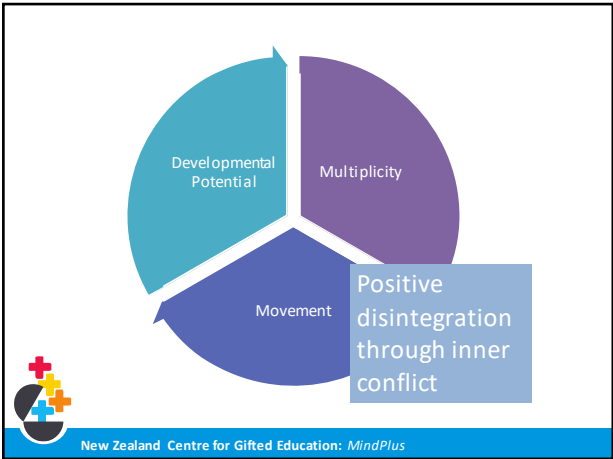 Developmental
Potential
Multiplicity
Movement
Positive
disintegration
through inner
conflict
New Zealand Centre for Gifted Education: MindPlus